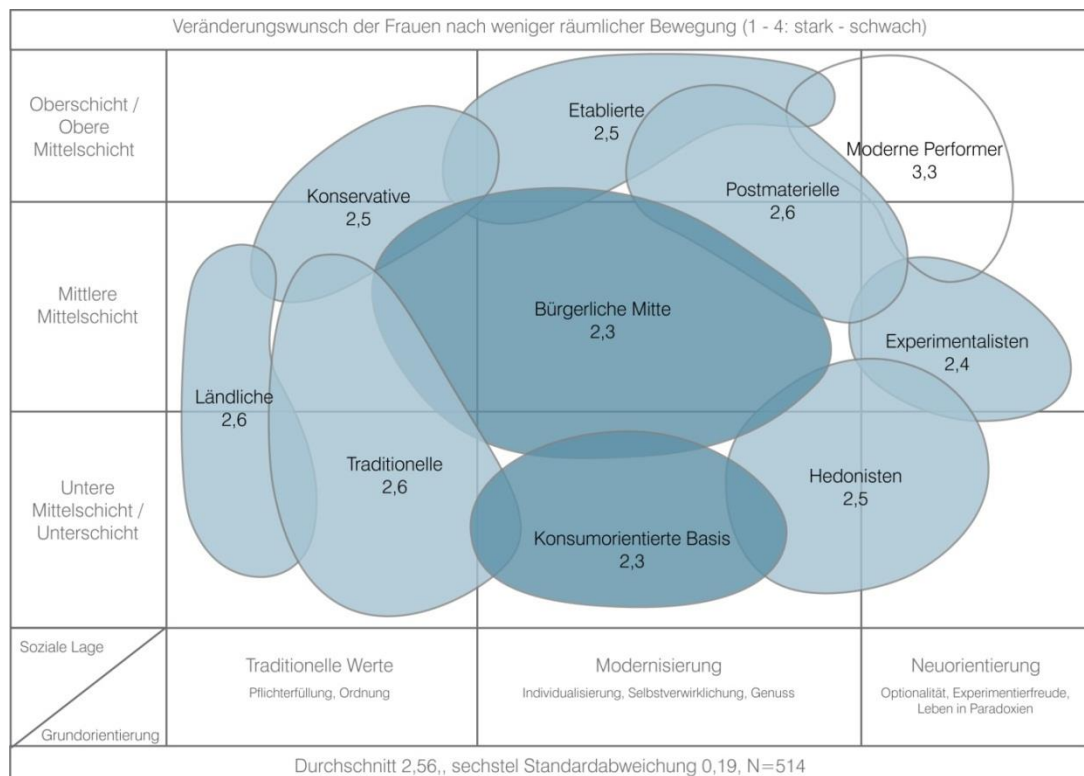 Veränderungswunsch der Frauen nach weniger räumlicher Bewegung (1 - 4: stark - schwach)
Oberschicht /
Obere
Mittelschicht
Etablierte
2,5
Moderne Performer
3,3
Konservative
2,5
Postmaterielle
2,6
Mittlere
Mittelschicht
Bürgerliche Mitte
2,3
Experimentalisten
2,4
Ländliche
2,6
Traditionelle
2,6
Hedonisten
2,5
Untere
Mittelschicht /
Unterschicht
Konsumorientierte Basis
2,3
Soziale Lage
Grundorientierung
Traditionelle Werte
Pflichterfüllung, Ordnung
Modernisierung
Individualisierung, Selbstverwirklichung, Genuss
Neuorientierung
Optionalität, Experimentierfreude,
Leben in Paradoxien
Durchschnitt 2,56,, sechstel Standardabweichung 0,19, N=514